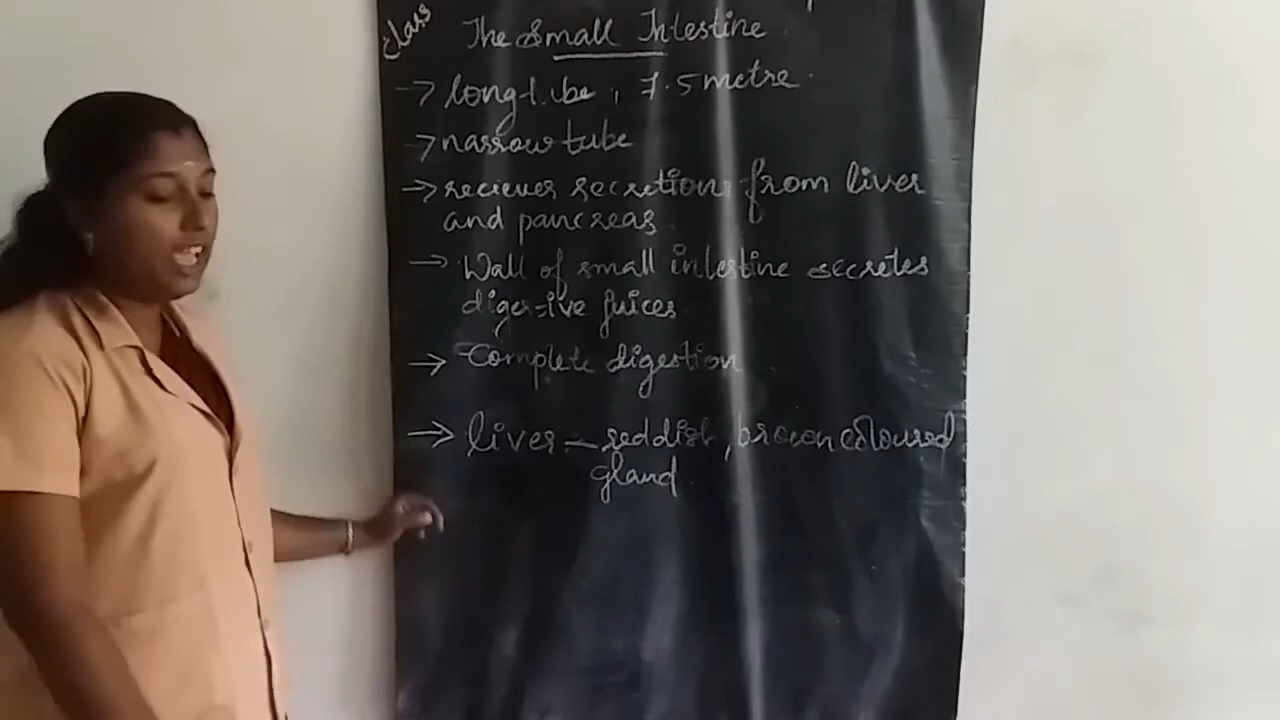 class
The Small Intestine
→ long tube, 7.5 metre
→ narrow tube
→ reciever secretions from liver
and pancreas
→ Wall of small intestine secretes
digestive juices
→ Complete digestion
→ liver – reddish, brown coloured
gland